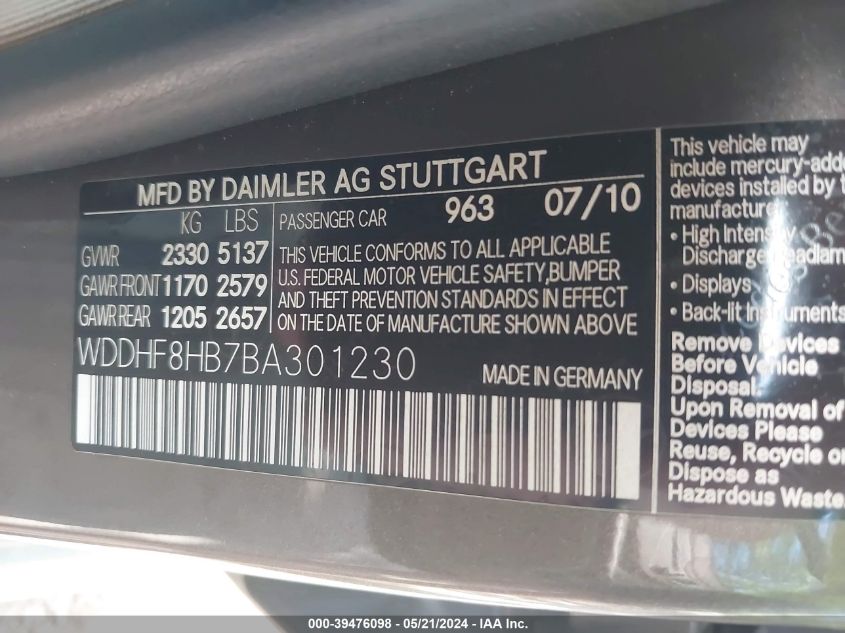 MFD BY DAIMLER AG STUTTGART
KG LBS PASSENGER CAR 963 07/10
GVWR 2330 5137
GAWR FRONT 1170 2579
GAWR REAR 1205 2657
THIS VEHICLE CONFORMS TO ALL APPLICABLE
U.S. FEDERAL MOTOR VEHICLE SAFETY,BUMPER
AND THEFT PREVENTION STANDARDS IN EFFECT
ON THE DATE OF MANUFACTURE SHOWN ABOVE.
WDDHF8HB7BA301230
MADE IN GERMANY
This vehicle may
include mercury-adde
devices installed by t
manufacture
• High Intensity
Discharge Headlam
• Displays
• Back-lit Instruments
Remove Devices
Before Vehicle
Disposal.
Upon Removal of
Devices Please
Reuse, Recycle or
Dispose as
Hazardous Waste
000-39476098 - 05/21/2024 - IAA Inc.